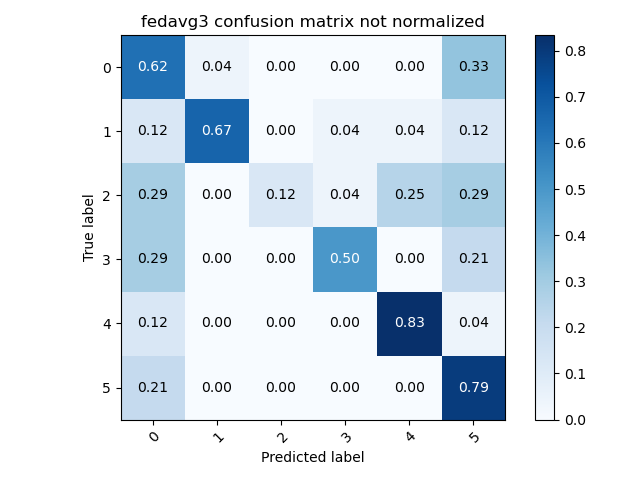 fedavg3 confusion matrix not normalized
True label
0 0.62 0.04 0.00 0.00 0.00 0.33
1 0.12 0.67 0.00 0.04 0.04 0.12
2 0.29 0.00 0.12 0.04 0.25 0.29
3 0.29 0.00 0.00 0.50 0.00 0.21
4 0.12 0.00 0.00 0.00 0.83 0.04
5 0.21 0.00 0.00 0.00 0.00 0.79
0 1 2 3 4 5
Predicted label
0.8
0.7
0.6
0.5
0.4
0.3
0.2
0.1
0.0